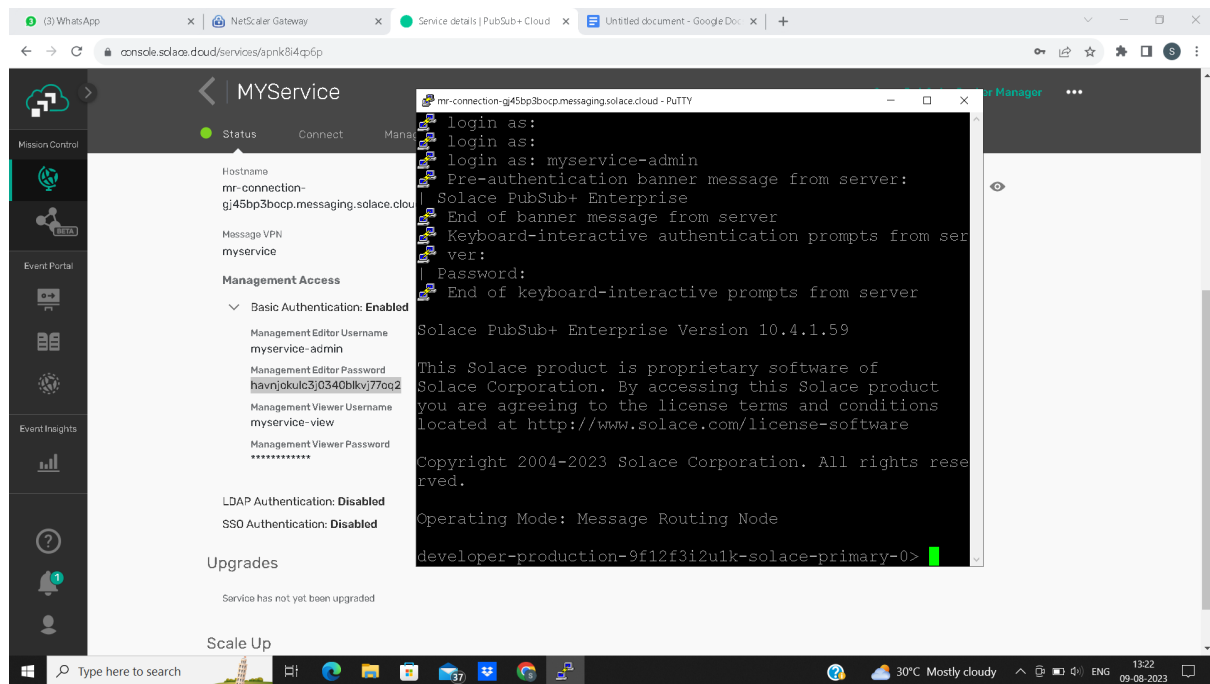 (3) WhatsApp
NetScaler Gateway
Service details | PubSub+ Cloud
Untitled document - Google Doc
console.solace.cloud/services/apnk8i4cp6p
S
MYService
er Manager
Status
Connect
Manag
Mission Control
BETA
Event Portal
Event Insights
1
Hostname
mr-connection-
gj45bp3bocp.messaging.solace.clou
Message VPN
myservice
Management Access
Basic Authentication: Enabled
Management Editor Username
myservice-admin
Management Editor Password
havnjokulc3j0340blkvj77oq2
Management Viewer Username
myservice-view
Management Viewer Password
************
LDAP Authentication: Disabled
SSO Authentication: Disabled
Upgrades
Service has not yet been upgraded
Scale Up
mr-connection-gj45bp3bocp.messaging.solace.cloud - PuTTY
login as:
login as:
login as: myservice-admin
Pre-authentication banner message from server:
| Solace PubSub+ Enterprise
End of banner message from server
Keyboard-interactive authentication prompts from ser
ver:
| Password:
End of keyboard-interactive prompts from server
Solace PubSub+ Enterprise Version 10.4.1.59
This Solace product is proprietary software of
Solace Corporation. By accessing this Solace product
you are agreeing to the license terms and conditions
located at http://www.solace.com/license-software
Copyright 2004-2023 Solace Corporation. All rights rese
rved.
Operating Mode: Message Routing Node
developer-production-9f12f3i2u1k-solace-primary-0>
Type here to search
37
30°C Mostly cloudy
ENG
13:22
09-08-2023